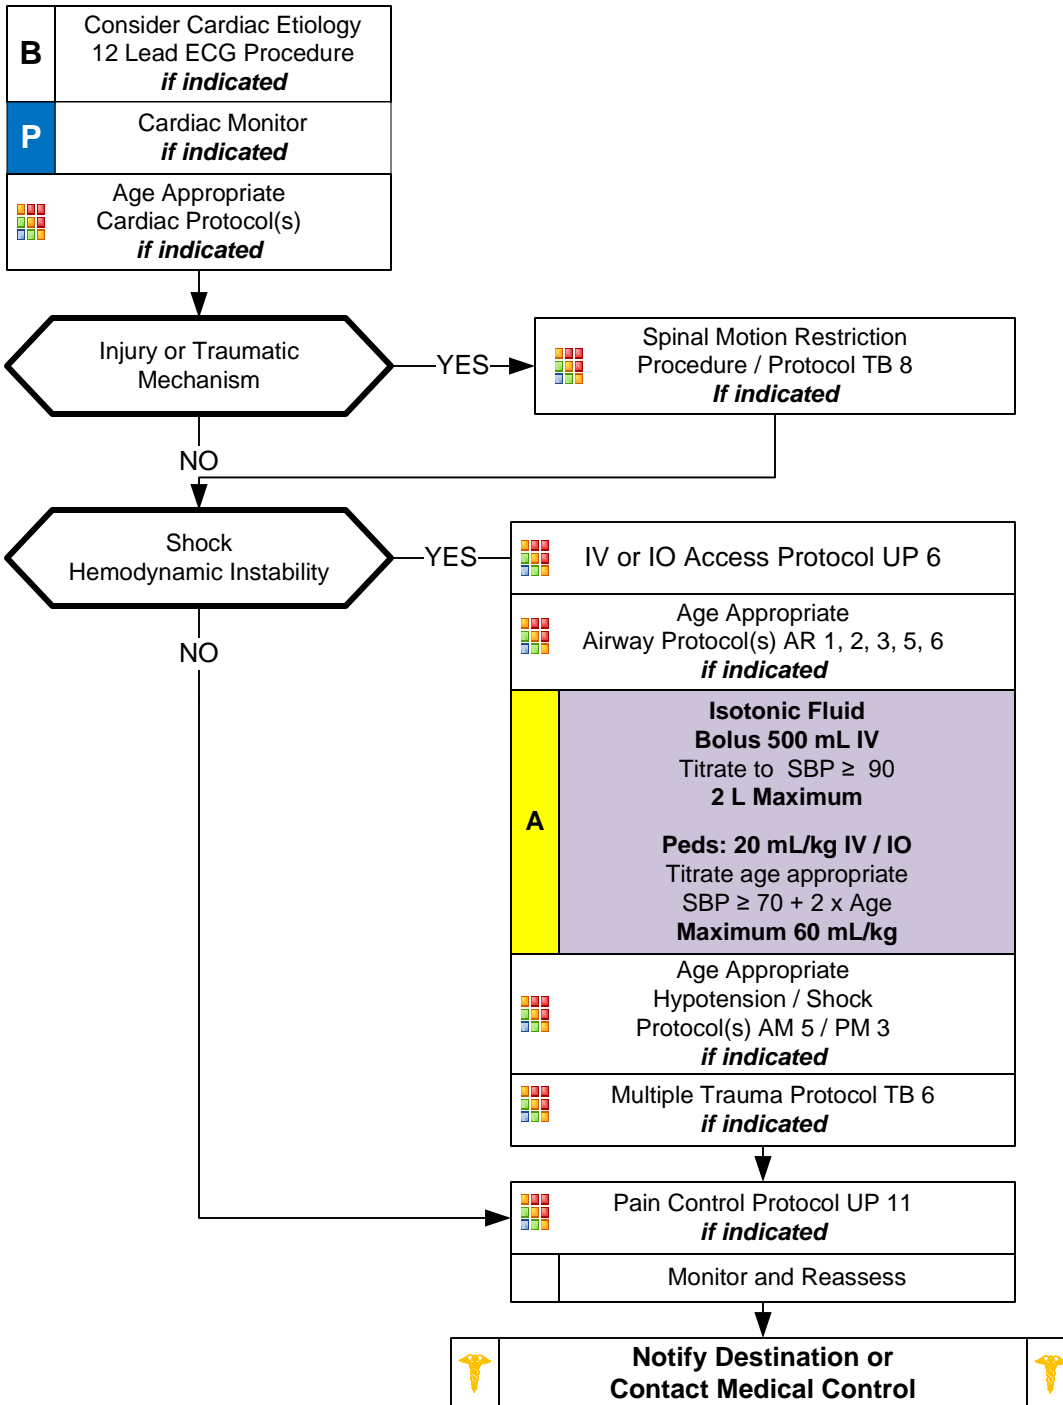 B
Consider Cardiac Etiology
12 Lead ECG Procedure
if indicated
P
Cardiac Monitor
if indicated
Age Appropriate
Cardiac Protocol(s)
if indicated
Injury or Traumatic
Mechanism
YES
Spinal Motion Restriction
Procedure / Protocol TB 8
If indicated
NO
Shock
Hemodynamic Instability
YES
IV or IO Access Protocol UP 6
Age Appropriate
Airway Protocol(s) AR 1, 2, 3, 5, 6
if indicated
NO
A
Isotonic Fluid
Bolus 500 mL IV
Titrate to SBP ≥ 90
2 L Maximum
Peds: 20 mL/kg IV / IO
Titrate age appropriate
SBP ≥ 70 + 2 x Age
Maximum 60 mL/kg
Age Appropriate
Hypotension / Shock
Protocol(s) AM 5 / PM 3
if indicated
Multiple Trauma Protocol TB 6
if indicated
Pain Control Protocol UP 11
if indicated
Monitor and Reassess
Notify Destination or
Contact Medical Control